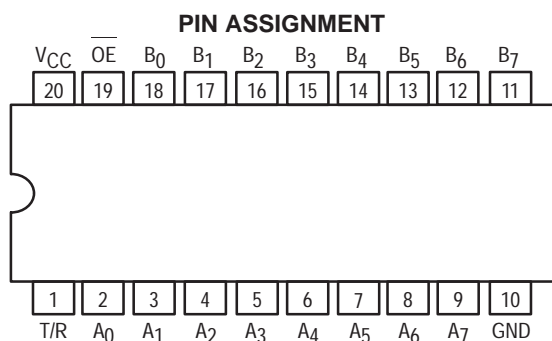 PIN ASSIGNMENT
V_CC O̅E̅ B₀ B₁ B₂ B₃ B₄ B₅ B₆ B₇
20 19 18 17 16 15 14 13 12 11
1 2 3 4 5 6 7 8 9 10
T/R A₀ A₁ A₂ A₃ A₄ A₅ A₆ A₇ GND